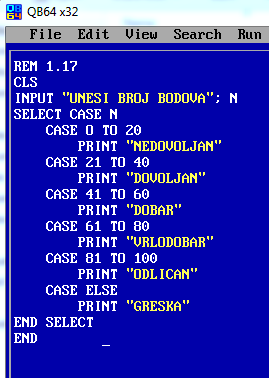 QB64 x32
File Edit View Search Run
REM 1.17
CLS
INPUT "UNESI BROJ BODOVA"; N
SELECT CASE N
    CASE 0 TO 20
        PRINT "NEDOVOLJAN"
    CASE 21 TO 40
        PRINT "DOVOLJAN"
    CASE 41 TO 60
        PRINT "DOBAR"
    CASE 61 TO 80
        PRINT "VRLODOBAR"
    CASE 81 TO 100
        PRINT "ODLICAN"
    CASE ELSE
        PRINT "GRESKA"
END SELECT
END